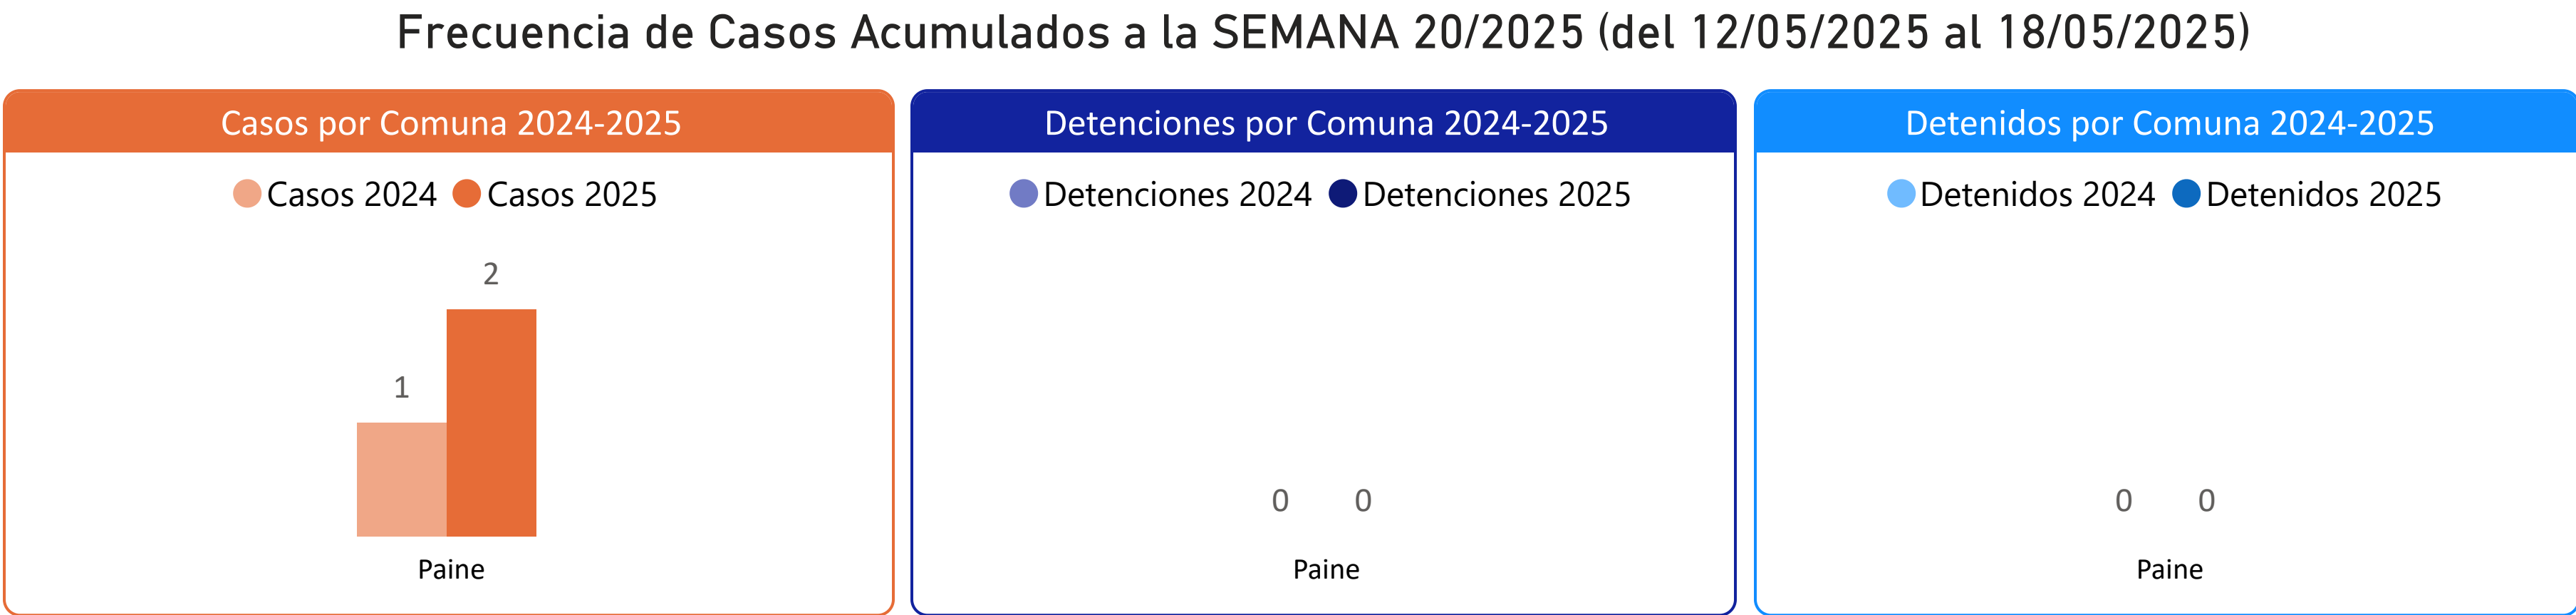 Frecuencia de Casos Acumulados a la SEMANA 20/2025 (del 12/05/2025 al 18/05/2025)
Casos por Comuna 2024-2025
Casos 2024 Casos 2025
2
1
Paine
Detenciones por Comuna 2024-2025
Detenciones 2024 Detenciones 2025
0 0
Paine
Detenidos por Comuna 2024-2025
Detenidos 2024 Detenidos 2025
0 0
Paine